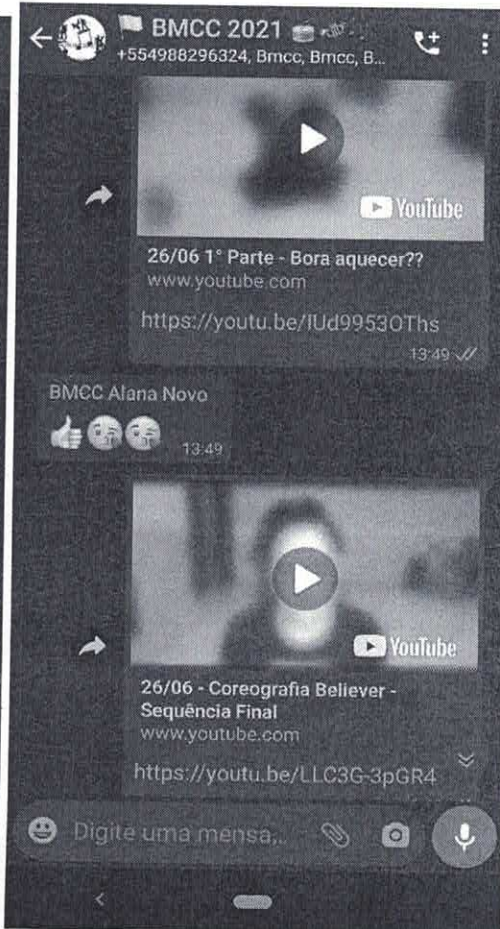 BMCC 2021
+554988296324, Bmcc, Bmcc, B...
YouTube
26/06 1° Parte - Bora aquecer??
www.youtube.com
https://youtu.be/IUd9953OThs
13:49
BMCC Alana Novo
13:49
YouTube
26/06 - Coreografia Believer -
Sequência Final
www.youtube.com
https://youtu.be/LLC3G-3pGR4
Digite uma mensa...